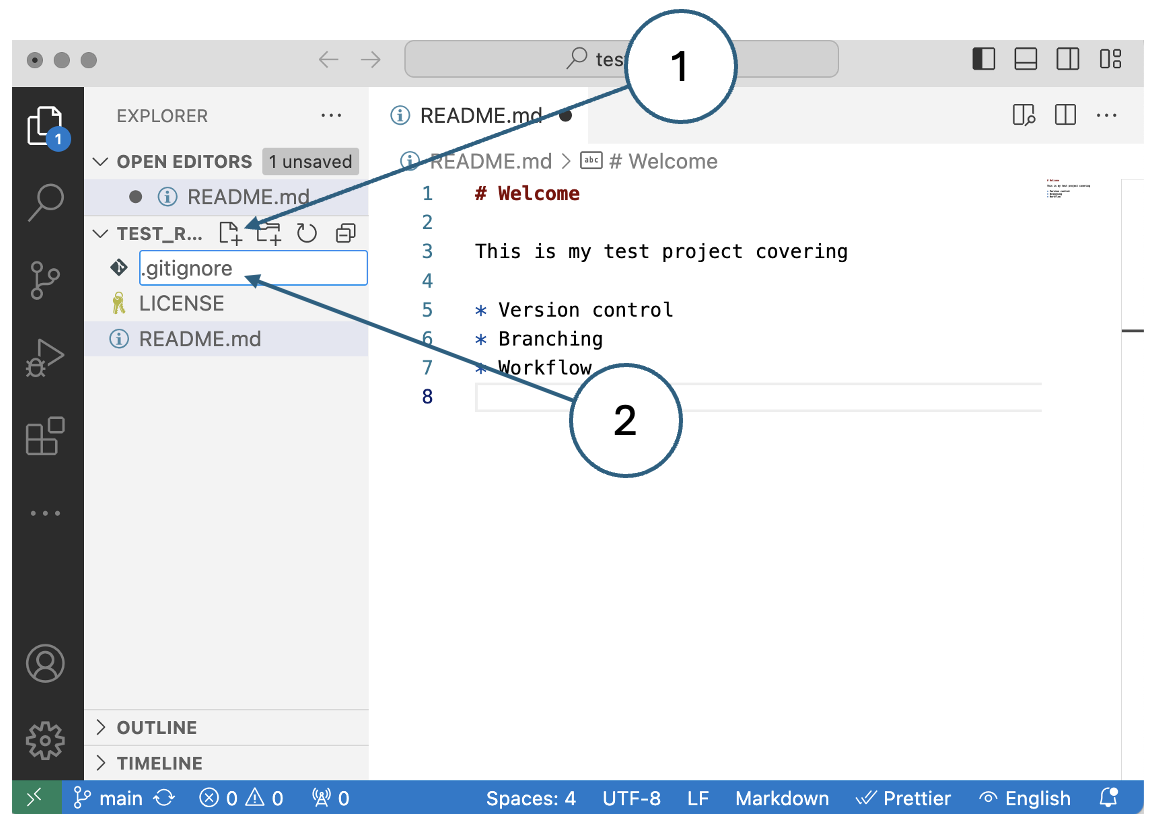 1
tes
EXPLORER
1
README.md
OPEN EDITORS 1 unsaved
README.md
TEST_R...
.gitignore
LICENSE
README.md
README.md > # Welcome
1 # Welcome
2
3 This is my test project covering
4
5 * Version control
6 * Branching
7 * Workflow
8
2
OUTLINE
TIMELINE
main 0 0 0 Spaces: 4 UTF-8 LF Markdown Prettier English